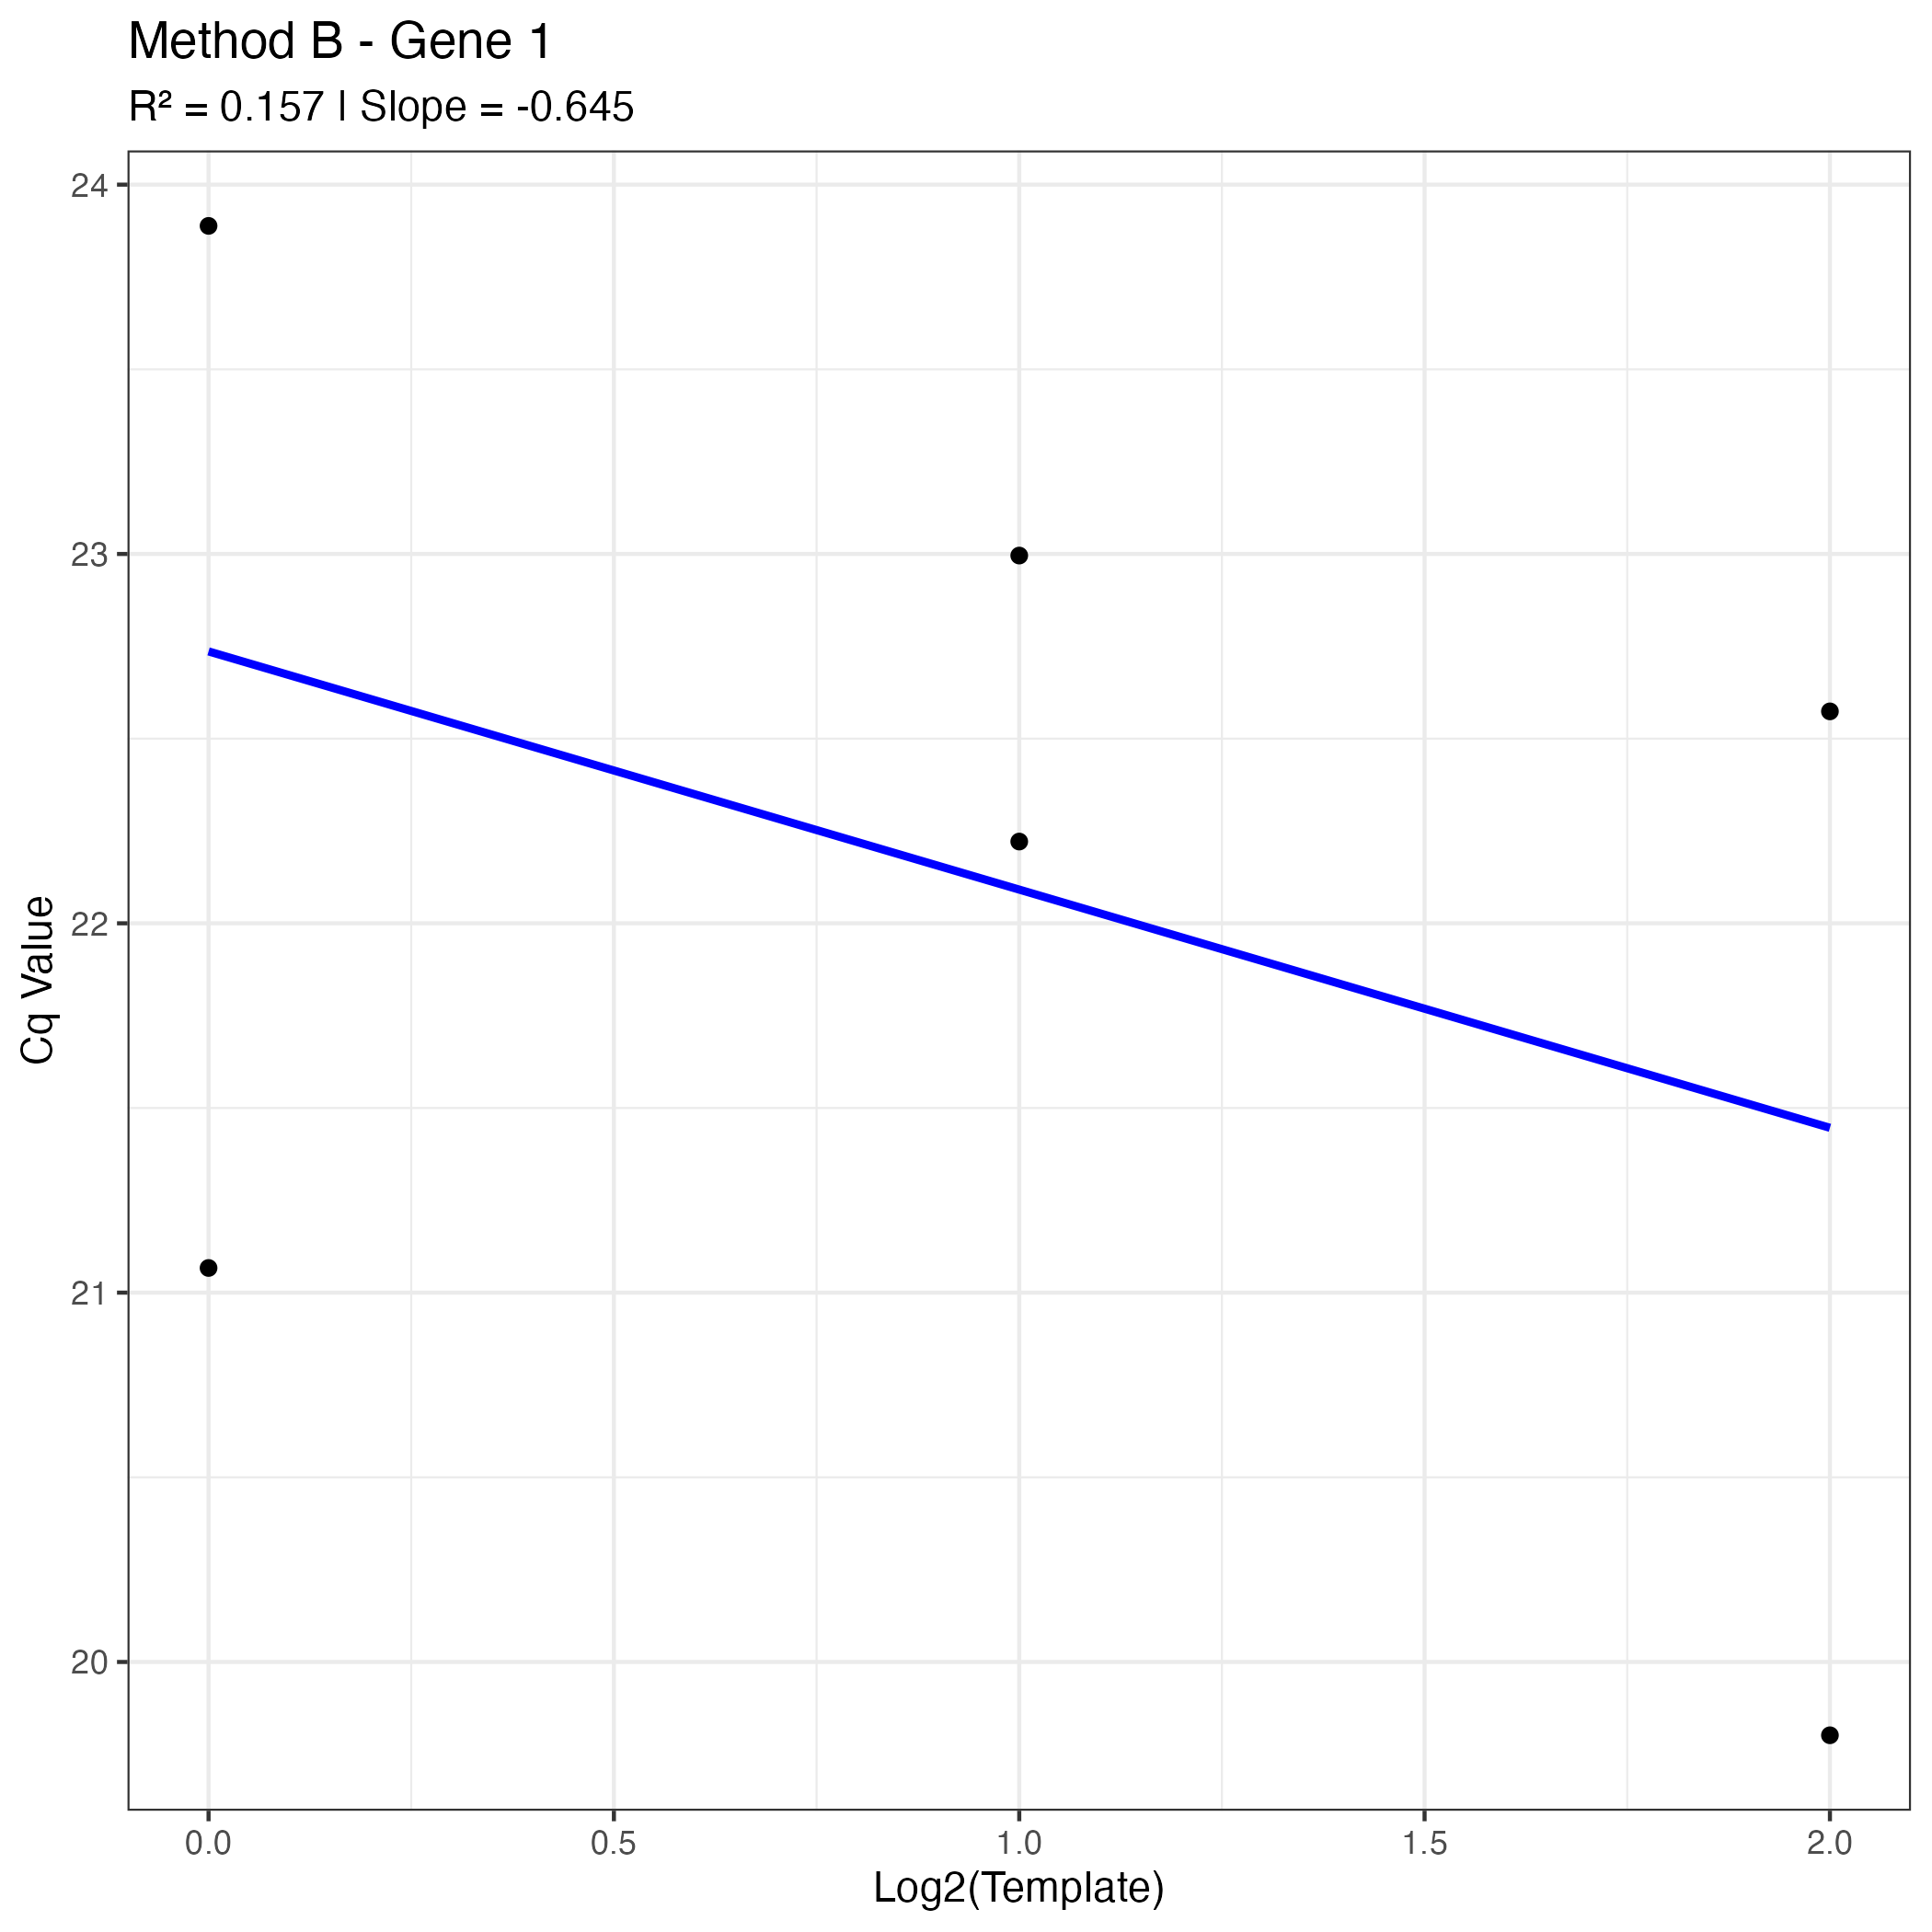 Method B - Gene 1
R² = 0.157 | Slope = -0.645
24
23
22
21
20
Cq Value
0.0 0.5 1.0 1.5 2.0
Log2(Template)